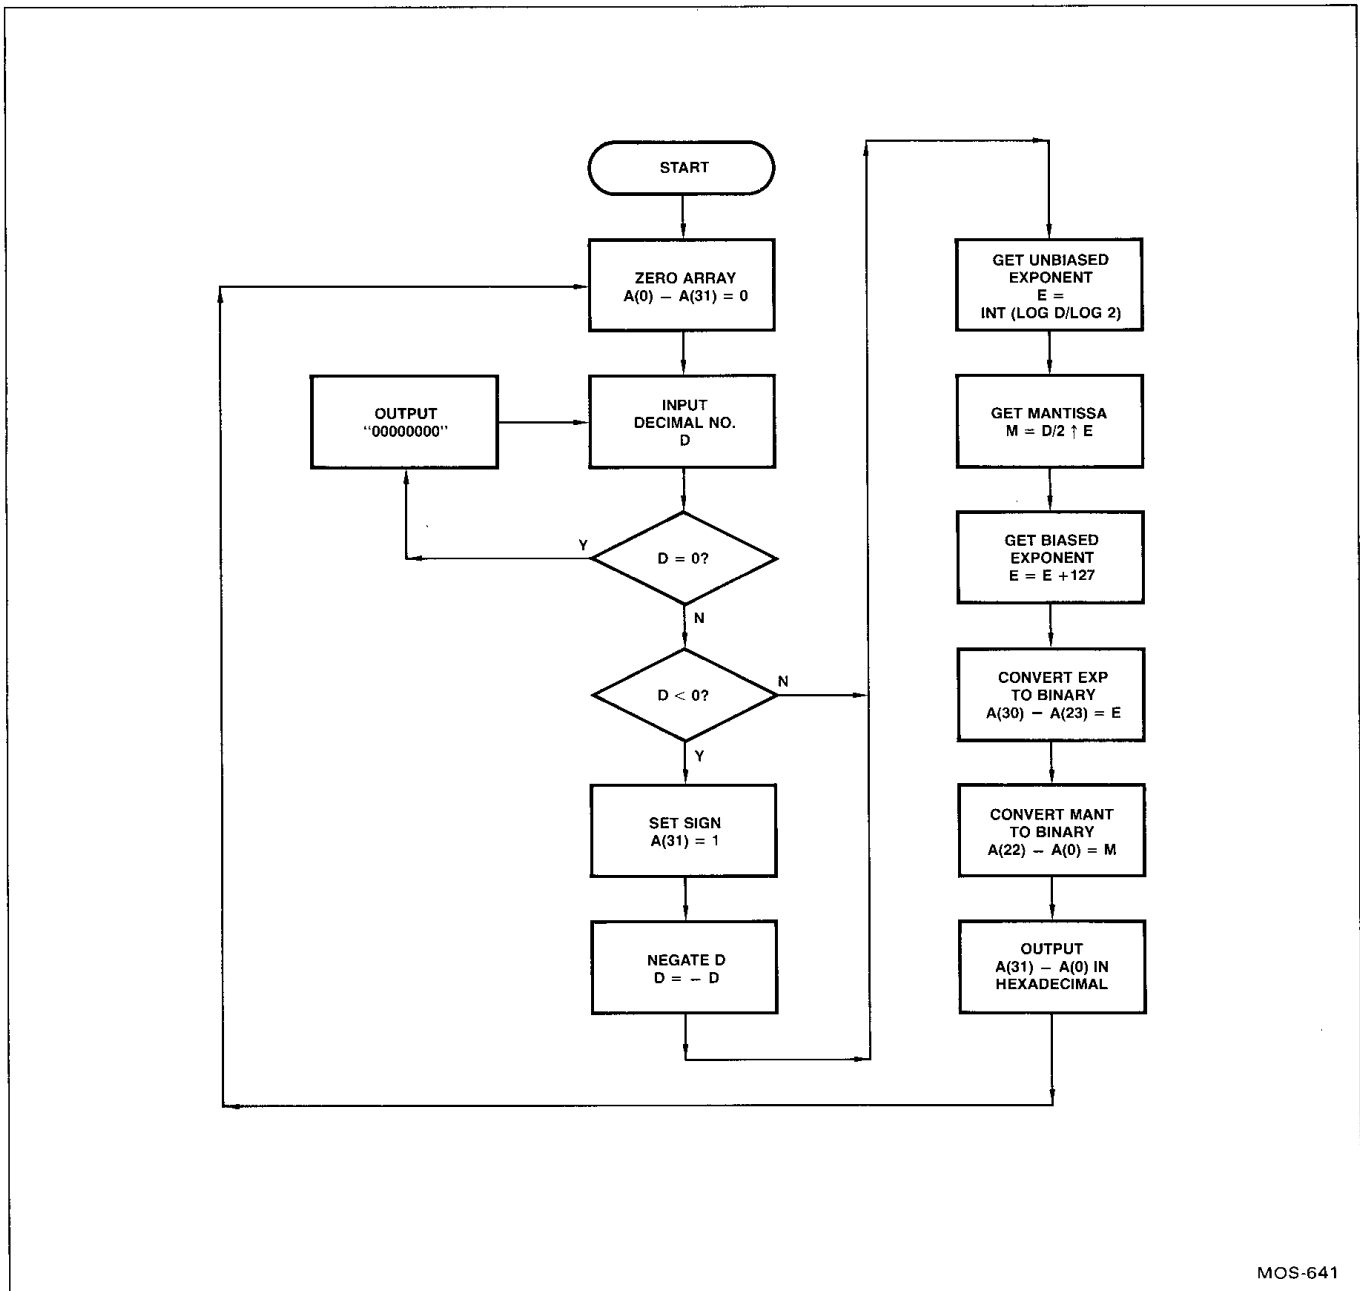 START
ZERO ARRAY
A(0) − A(31) = 0
INPUT
DECIMAL NO.
D
OUTPUT
“00000000”
D = 0?
Y
N
D < 0?
N
Y
SET SIGN
A(31) = 1
NEGATE D
D = − D
GET UNBIASED
EXPONENT
E =
INT (LOG D/LOG 2)
GET MANTISSA
M = D/2 ↑ E
GET BIASED
EXPONENT
E = E +127
CONVERT EXP
TO BINARY
A(30) − A(23) = E
CONVERT MANT
TO BINARY
A(22) − A(0) = M
OUTPUT
A(31) − A(0) IN
HEXADECIMAL
MOS-641